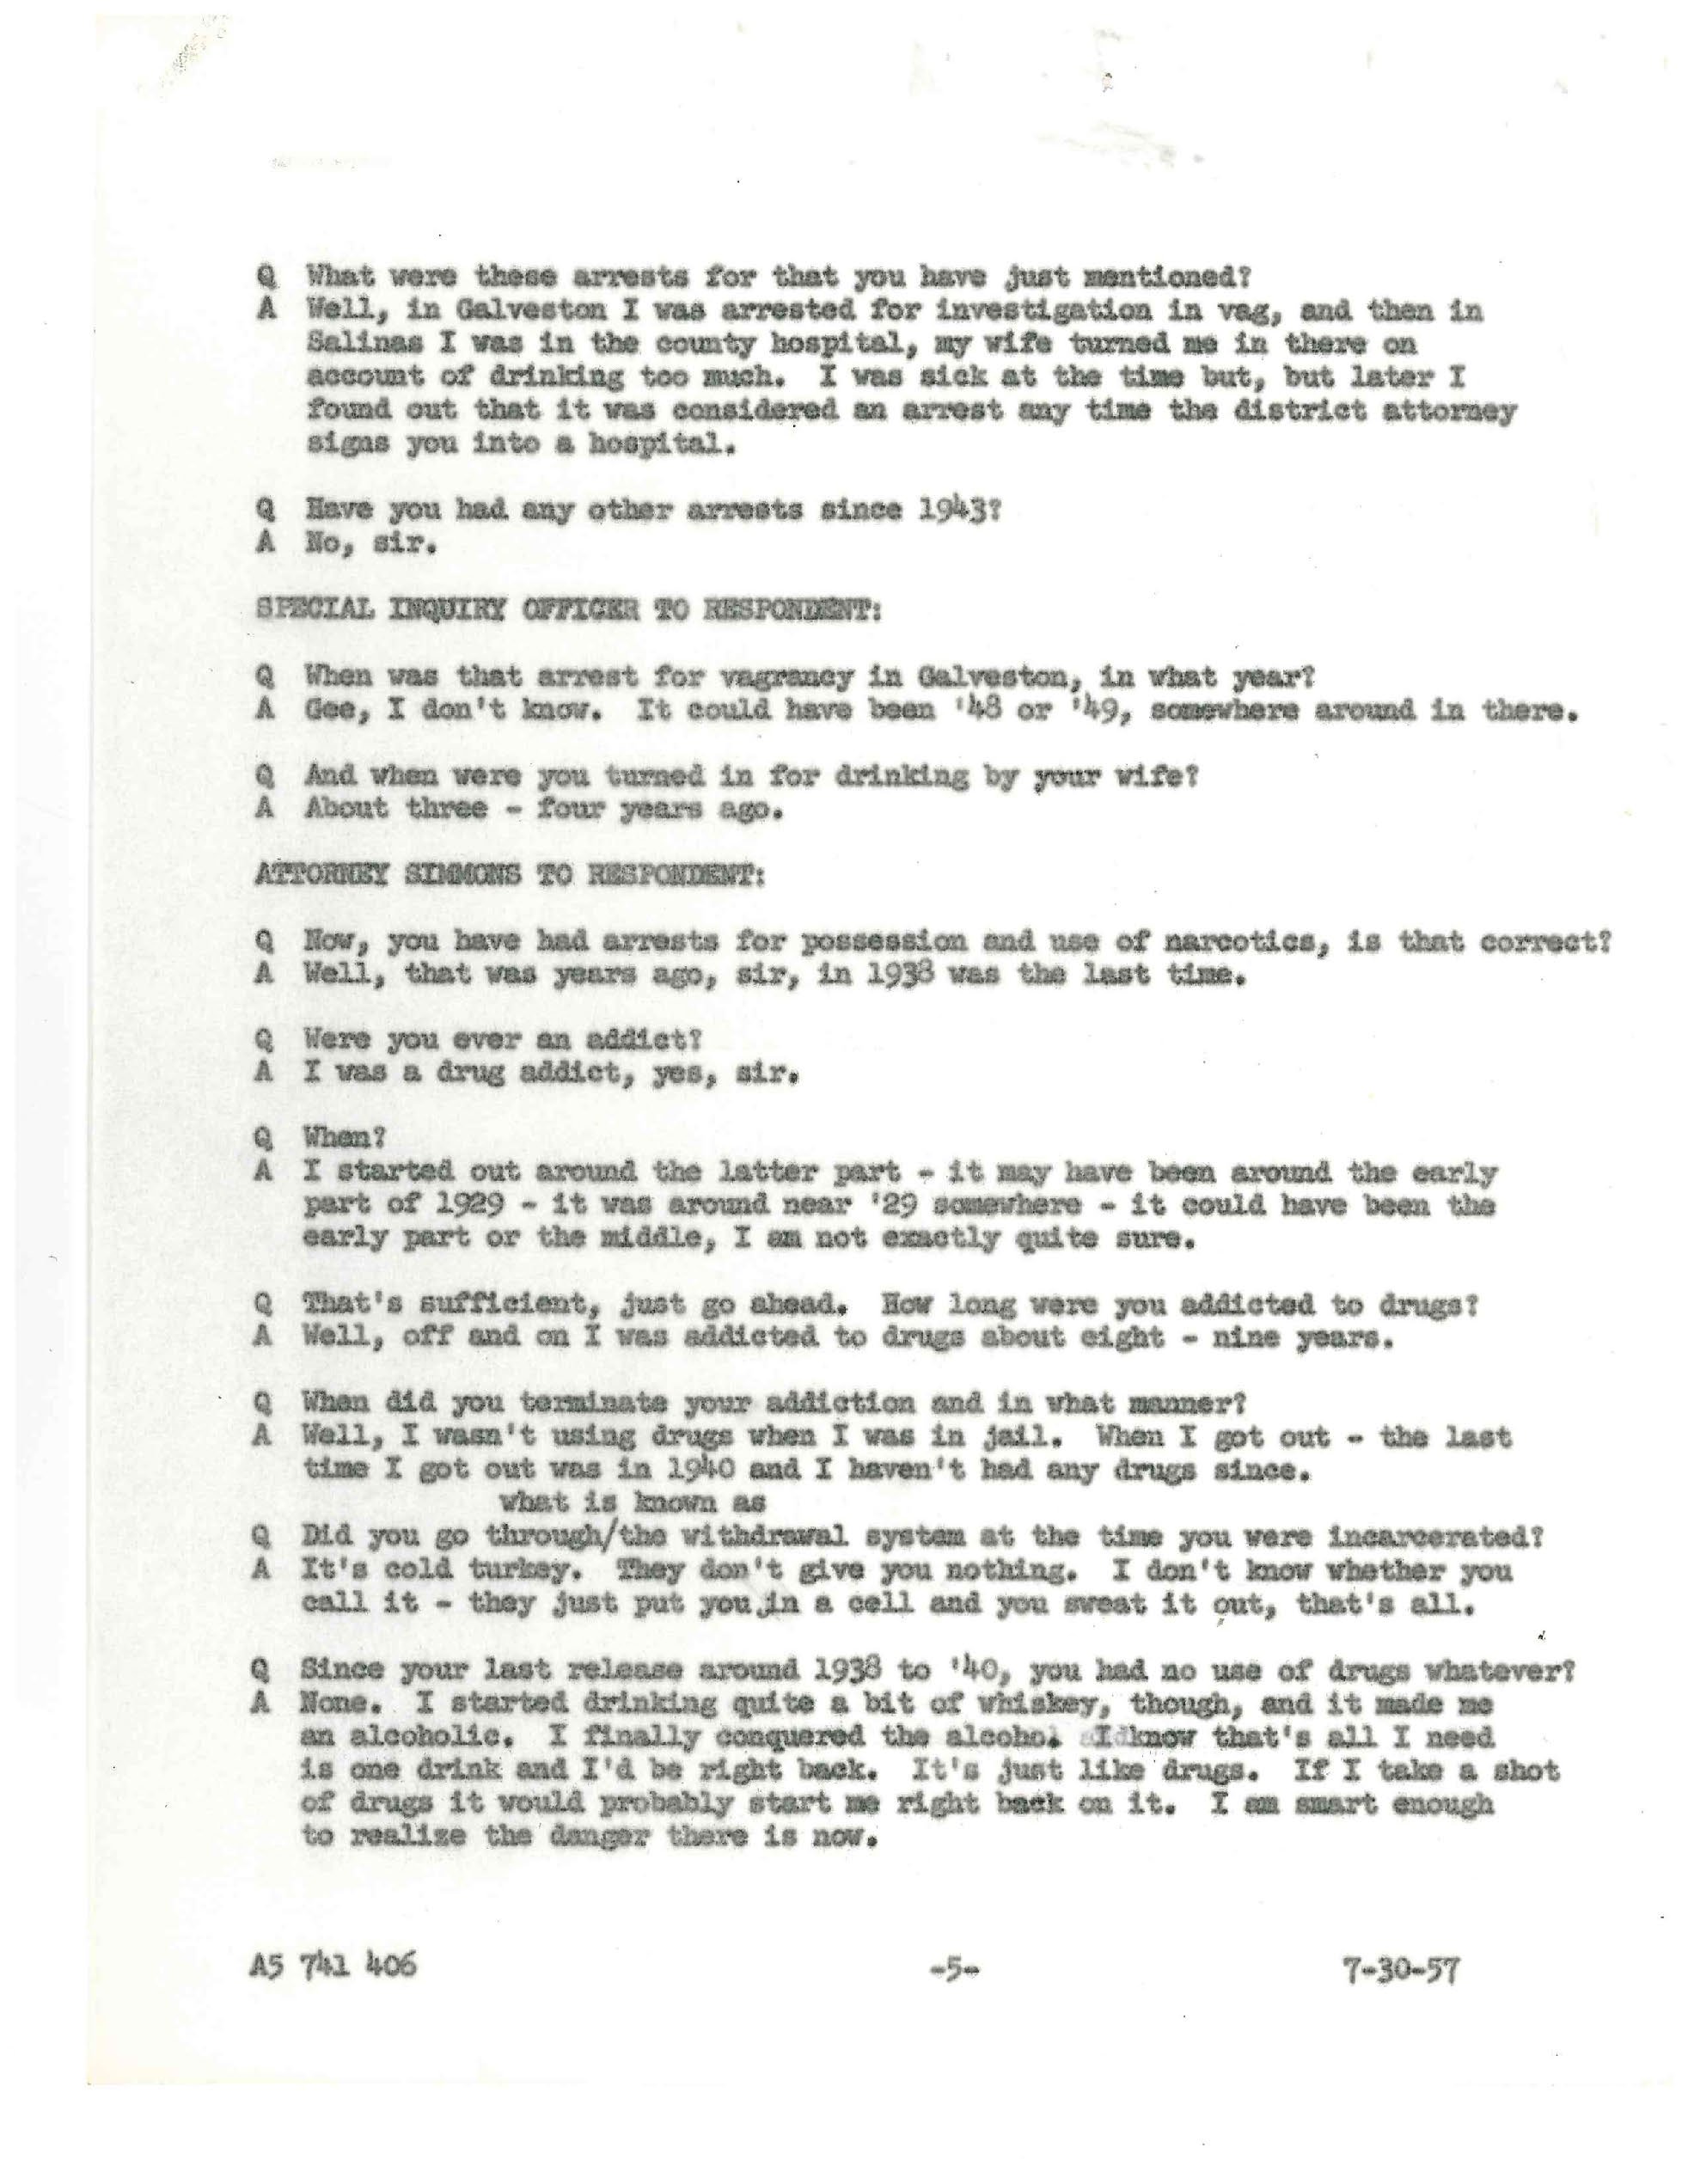 Q What were these arrests for that you have just mentioned?
A Well, in Galveston I was arrested for investigation in vag, and then in
Salinas I was in the county hospital, my wife turned me in there on
account of drinking too much. I was sick at the time but, but later I
found out that it was considered an arrest any time the district attorney
signs you into a hospital.
Q Have you had any other arrests since 1943?
A No, sir.
SPECIAL INQUIRY OFFICER TO RESPONDENT:
Q When was that arrest for vagrancy in Galveston, in what year?
A Gee, I don't know. It could have been '48 or '49, somewhere around in there.
Q And when were you turned in for drinking by your wife?
A About three - four years ago.
ATTORNEY SIMMONS TO RESPONDENT:
Q Now, you have had arrests for possession and use of narcotics, is that correct?
A Well, that was years ago, sir, in 1938 was the last time.
Q Were you ever an addict?
A I was a drug addict, yes, sir.
Q When?
A I started out around the latter part - it may have been around the early
part of 1929 - it was around near '29 somewhere - it could have been the
early part or the middle, I am not exactly quite sure.
Q That's sufficient, just go ahead. How long were you addicted to drugs?
A Well, off and on I was addicted to drugs about eight - nine years.
Q When did you terminate your addiction and in what manner?
A Well, I wasn't using drugs when I was in jail. When I got out - the last
time I got out was in 1940 and I haven't had any drugs since.
what is known as
Q Did you go through/the withdrawal system at the time you were incarcerated?
A It's cold turkey. They don't give you nothing. I don't know whether you
call it - they just put you in a cell and you sweat it out, that's all.
Q Since your last release around 1938 to '40, you had no use of drugs whatever?
A None. I started drinking quite a bit of whiskey, though, and it made me
an alcoholic. I finally conquered the alcohol. I know that's all I need
is one drink and I'd be right back. It's just like drugs. If I take a shot
of drugs it would probably start me right back on it. I am smart enough
to realize the danger there is now.
A5 741 406 -5- 7-30-57